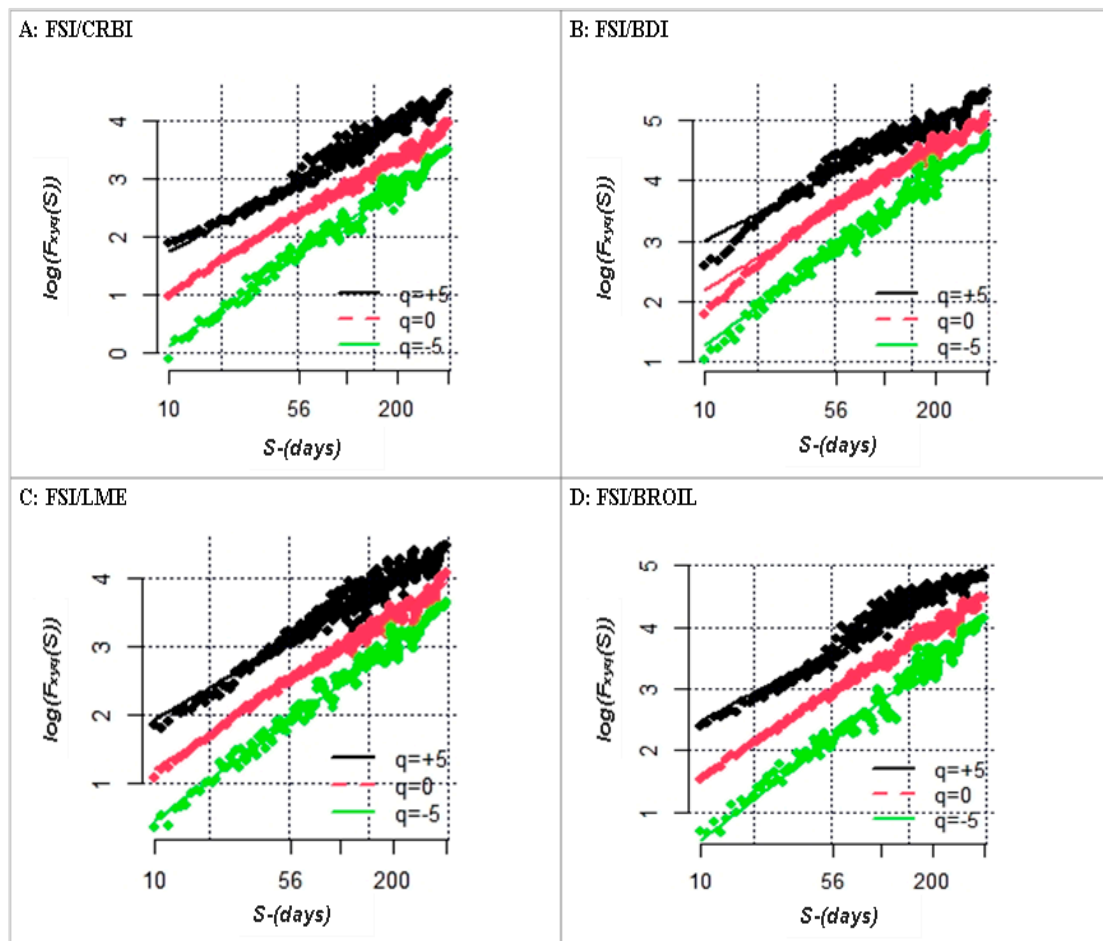 A: FSI/CRBI
log(Fxyq(S))
4
3
2
1
0
q=+5
q=0
q=-5
10 56 200
S-(days)
B: FSI/BDI
log(Fxyq(S))
5
4
3
2
1
q=+5
q=0
q=-5
10 56 200
S-(days)
C: FSI/LME
log(Fxyq(S))
4
3
2
1
q=+5
q=0
q=-5
10 56 200
S-(days)
D: FSI/BROIL
log(Fxyq(S))
5
4
3
2
1
q=+5
q=0
q=-5
10 56 200
S-(days)